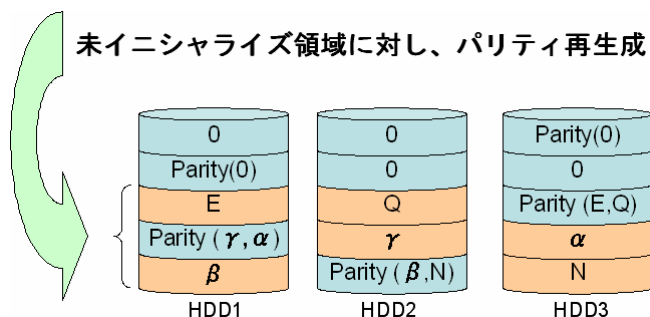 未イニシャライズ領域に対し、パリティ再生成
0 0 Parity(0)
Parity(0) 0 0
E Q Parity (E,Q)
Parity ( γ, α) γ α
β Parity ( β,N) N
HDD1 HDD2 HDD3